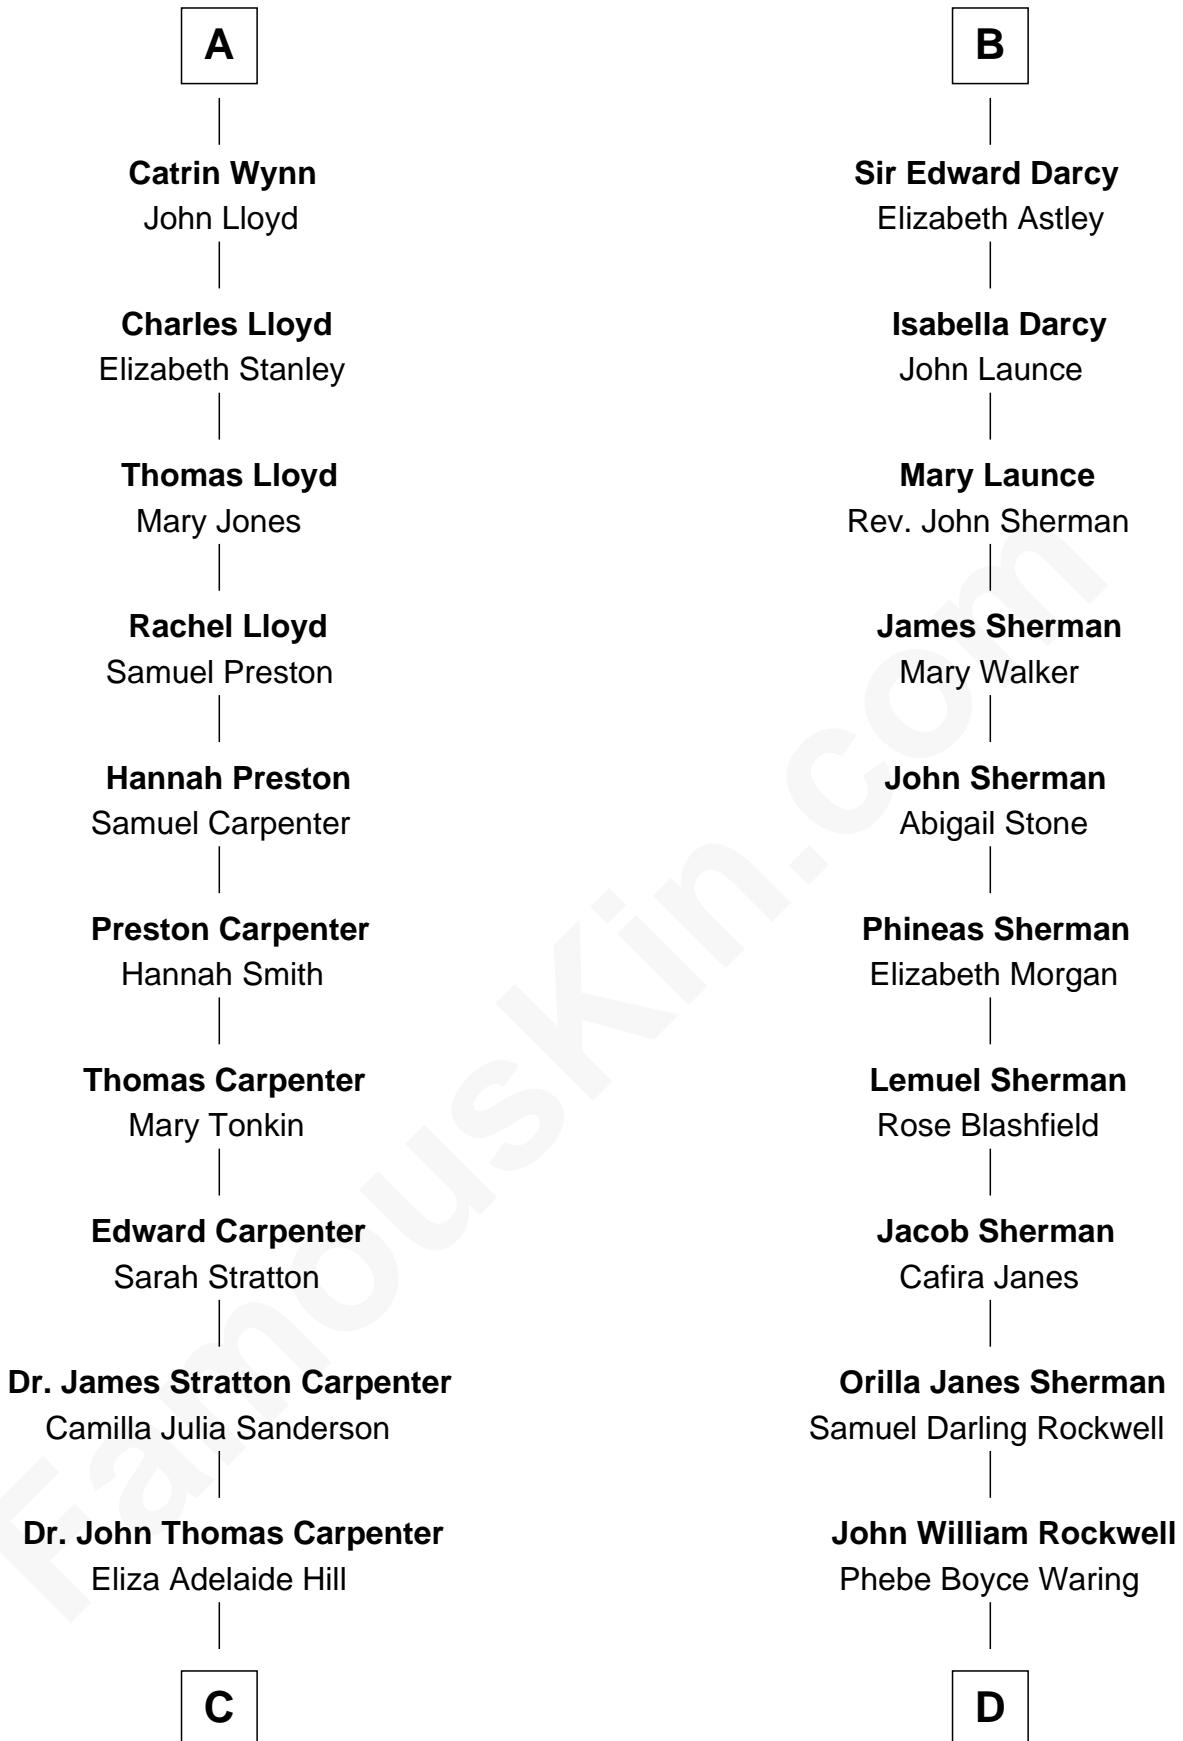 A
Catrin Wynn
John Lloyd
Charles Lloyd
Elizabeth Stanley
Thomas Lloyd
Mary Jones
Rachel Lloyd
Samuel Preston
Hannah Preston
Samuel Carpenter
Preston Carpenter
Hannah Smith
Thomas Carpenter
Mary Tonkin
Edward Carpenter
Sarah Stratton
Dr. James Stratton Carpenter
Camilla Julia Sanderson
Dr. John Thomas Carpenter
Eliza Adelaide Hill
C
B
Sir Edward Darcy
Elizabeth Astley
Isabella Darcy
John Launce
Mary Launce
Rev. John Sherman
James Sherman
Mary Walker
John Sherman
Abigail Stone
Phineas Sherman
Elizabeth Morgan
Lemuel Sherman
Rose Blashfield
Jacob Sherman
Cafira Janes
Orilla Janes Sherman
Samuel Darling Rockwell
John William Rockwell
Phebe Boyce Waring
D
FamousKin.com